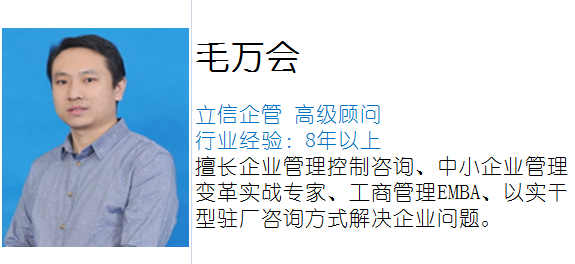 毛万会
立信企管 高级顾问
行业经验：8年以上
擅长企业管理控制咨询、中小企业管理
变革实战专家、工商管理EMBA、以实干
型驻厂咨询方式解决企业问题。